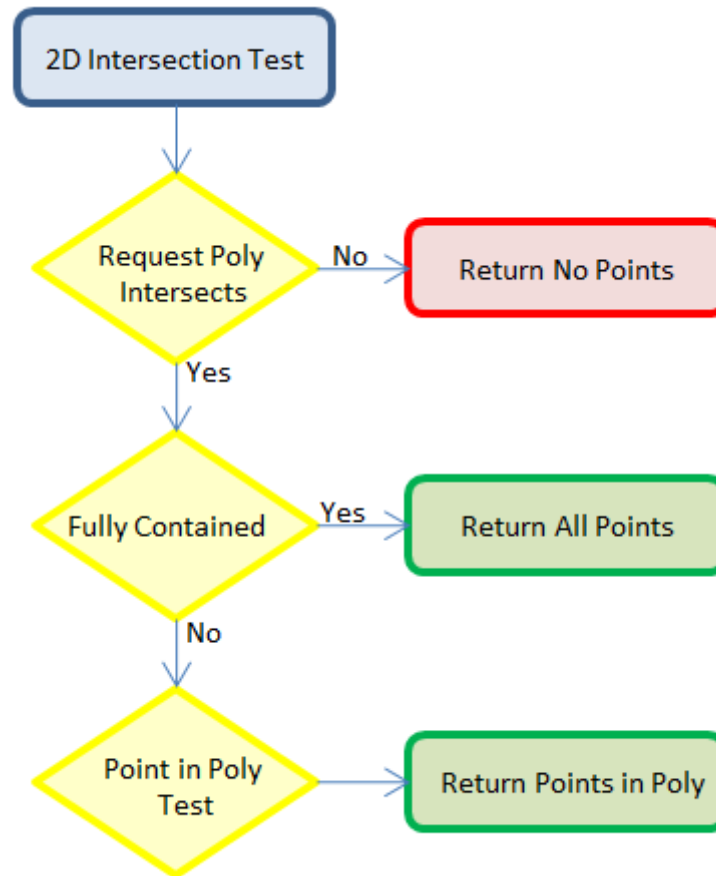 2D Intersection Test
Request Poly
Intersects
No
Return No Points
Yes
Fully Contained
Yes
Return All Points
No
Point in Poly
Test
Return Points in Poly